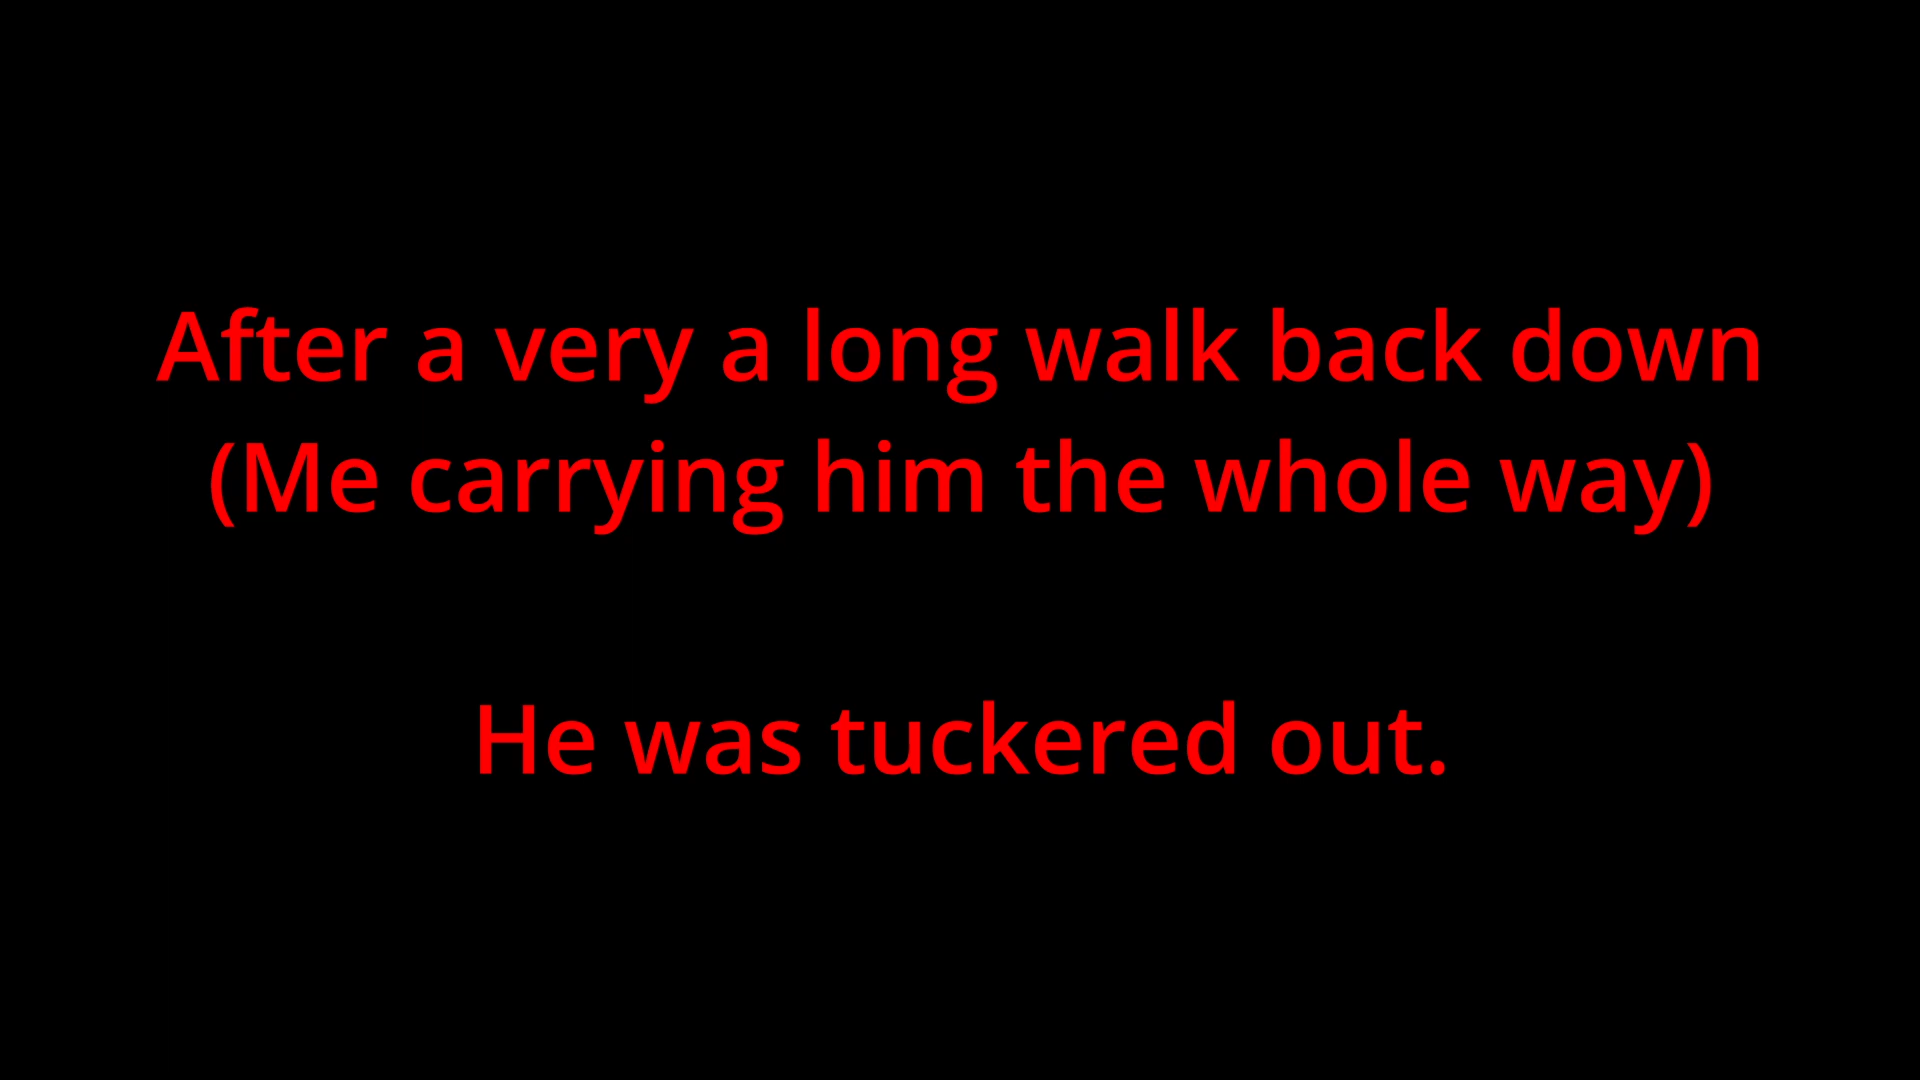 After a very a long walk back down
(Me carrying him the whole way)
He was tuckered out.